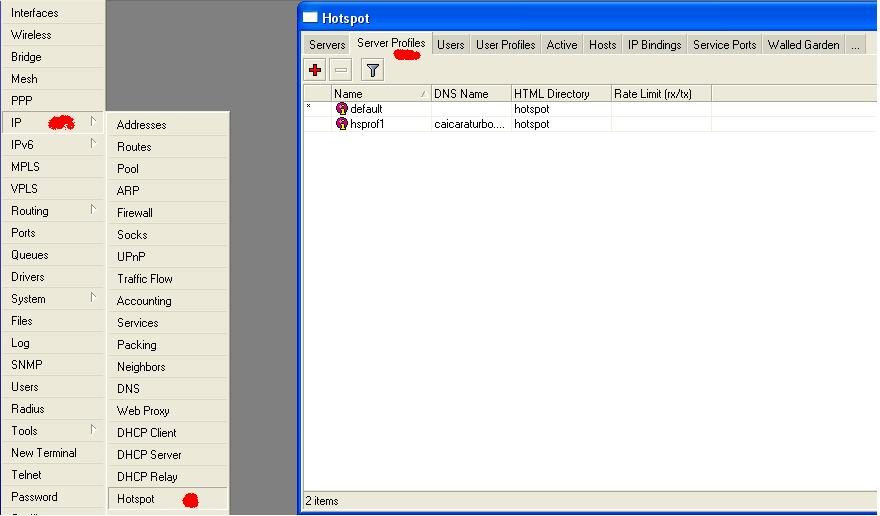 Interfaces
Wireless
Bridge
Mesh
PPP
IP
IPv6
MPLS
VPLS
Routing
Ports
Queues
Drivers
System
Files
Log
SNMP
Users
Radius
Tools
New Terminal
Telnet
Password
Addresses
Routes
Pool
ARP
Firewall
Socks
UPnP
Traffic Flow
Accounting
Services
Packing
Neighbors
DNS
Web Proxy
DHCP Client
DHCP Server
DHCP Relay
Hotspot
Hotspot
Servers Server Profiles Users User Profiles Active Hosts IP Bindings Service Ports Walled Garden ...
Name DNS Name HTML Directory Rate Limit (rx/tx)
* default hotspot
hsprof1 caicaraturbo.... hotspot
2 items